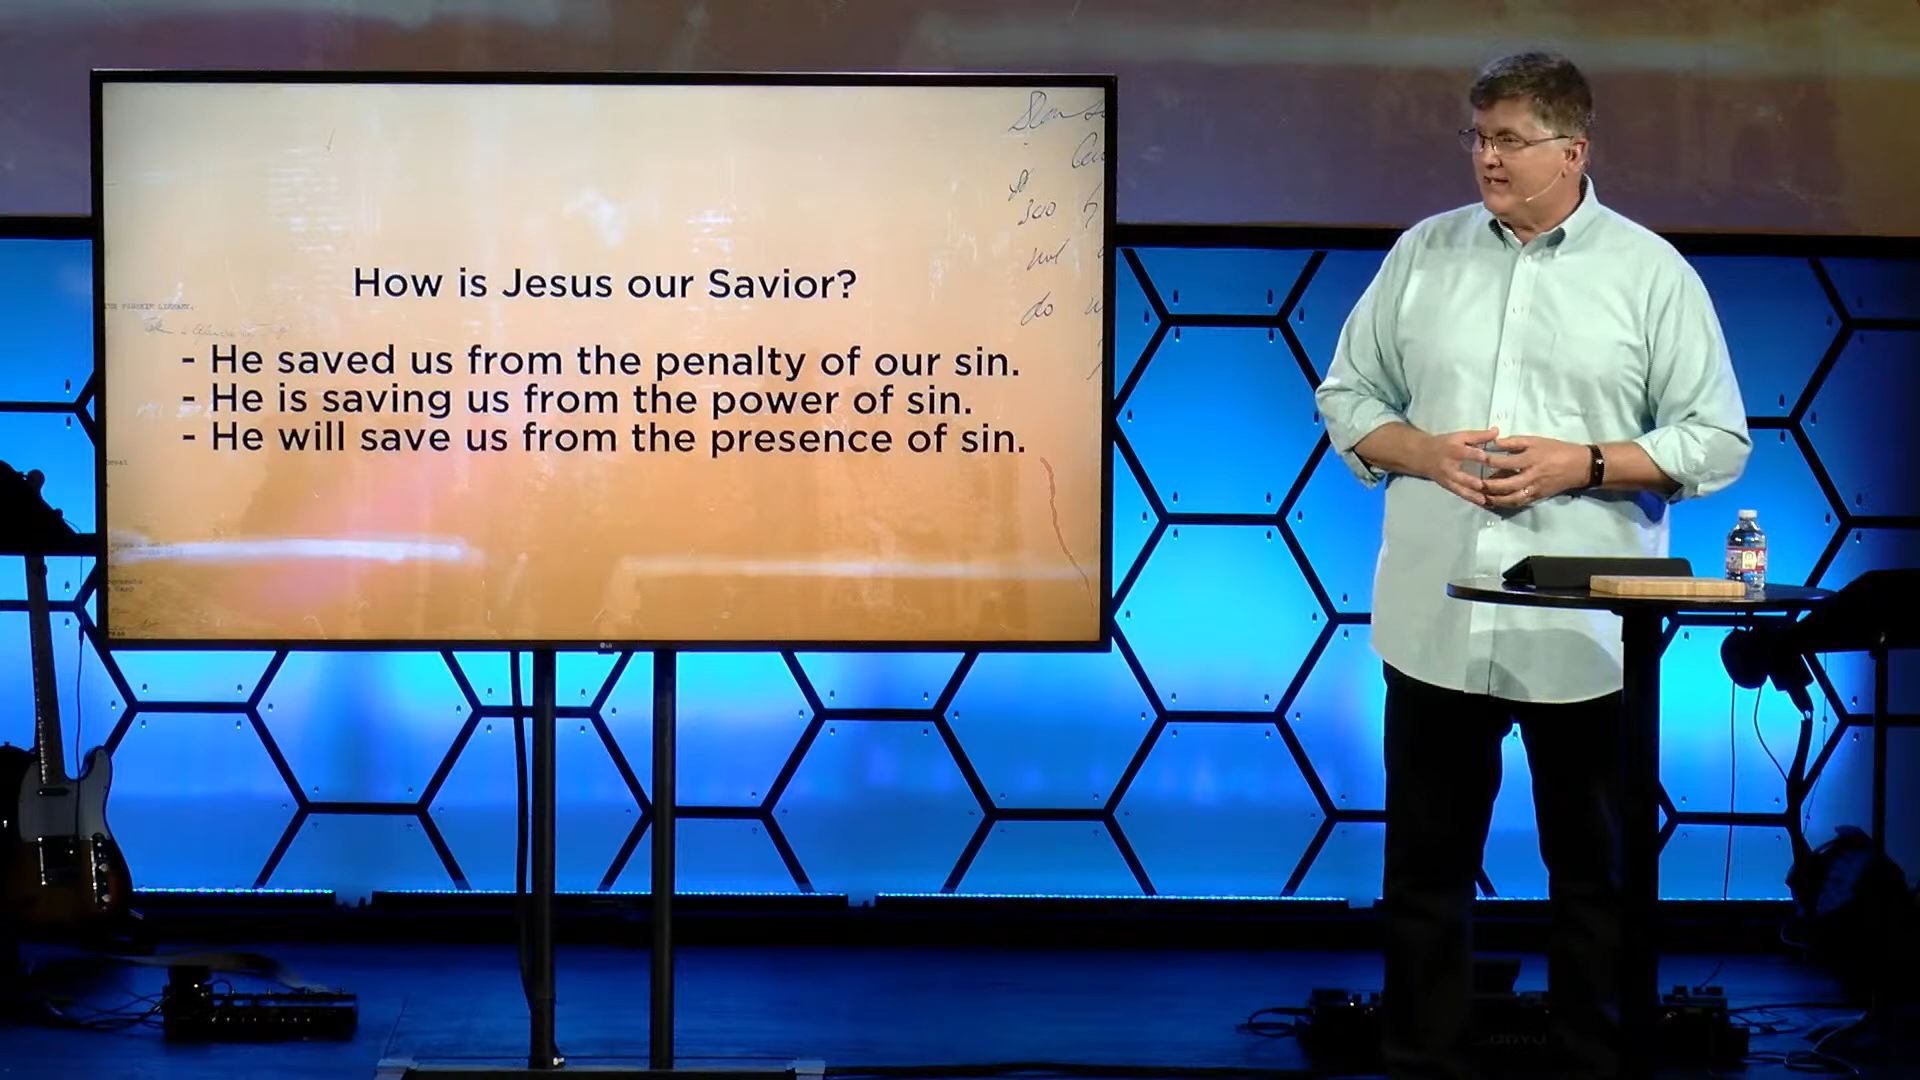 How is Jesus our Savior?
- He saved us from the penalty of our sin.
- He is saving us from the power of sin.
- He will save us from the presence of sin.
LG